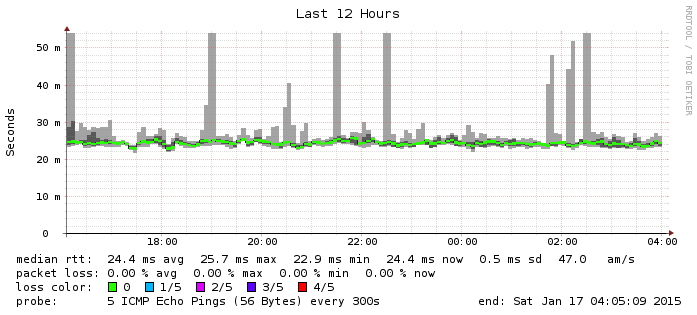 Last 12 Hours
RRDTOOL / TOBI OETIKER
Seconds
50 m
40 m
30 m
20 m
10 m
0
18:00 20:00 22:00 00:00 02:00 04:00
median rtt: 24.4 ms avg 25.7 ms max 22.9 ms min 24.4 ms now 0.5 ms sd 47.0 am/s
packet loss: 0.00 % avg 0.00 % max 0.00 % min 0.00 % now
loss color: 0 1/5 2/5 3/5 4/5
probe: 5 ICMP Echo Pings (56 Bytes) every 300s end: Sat Jan 17 04:05:09 2015